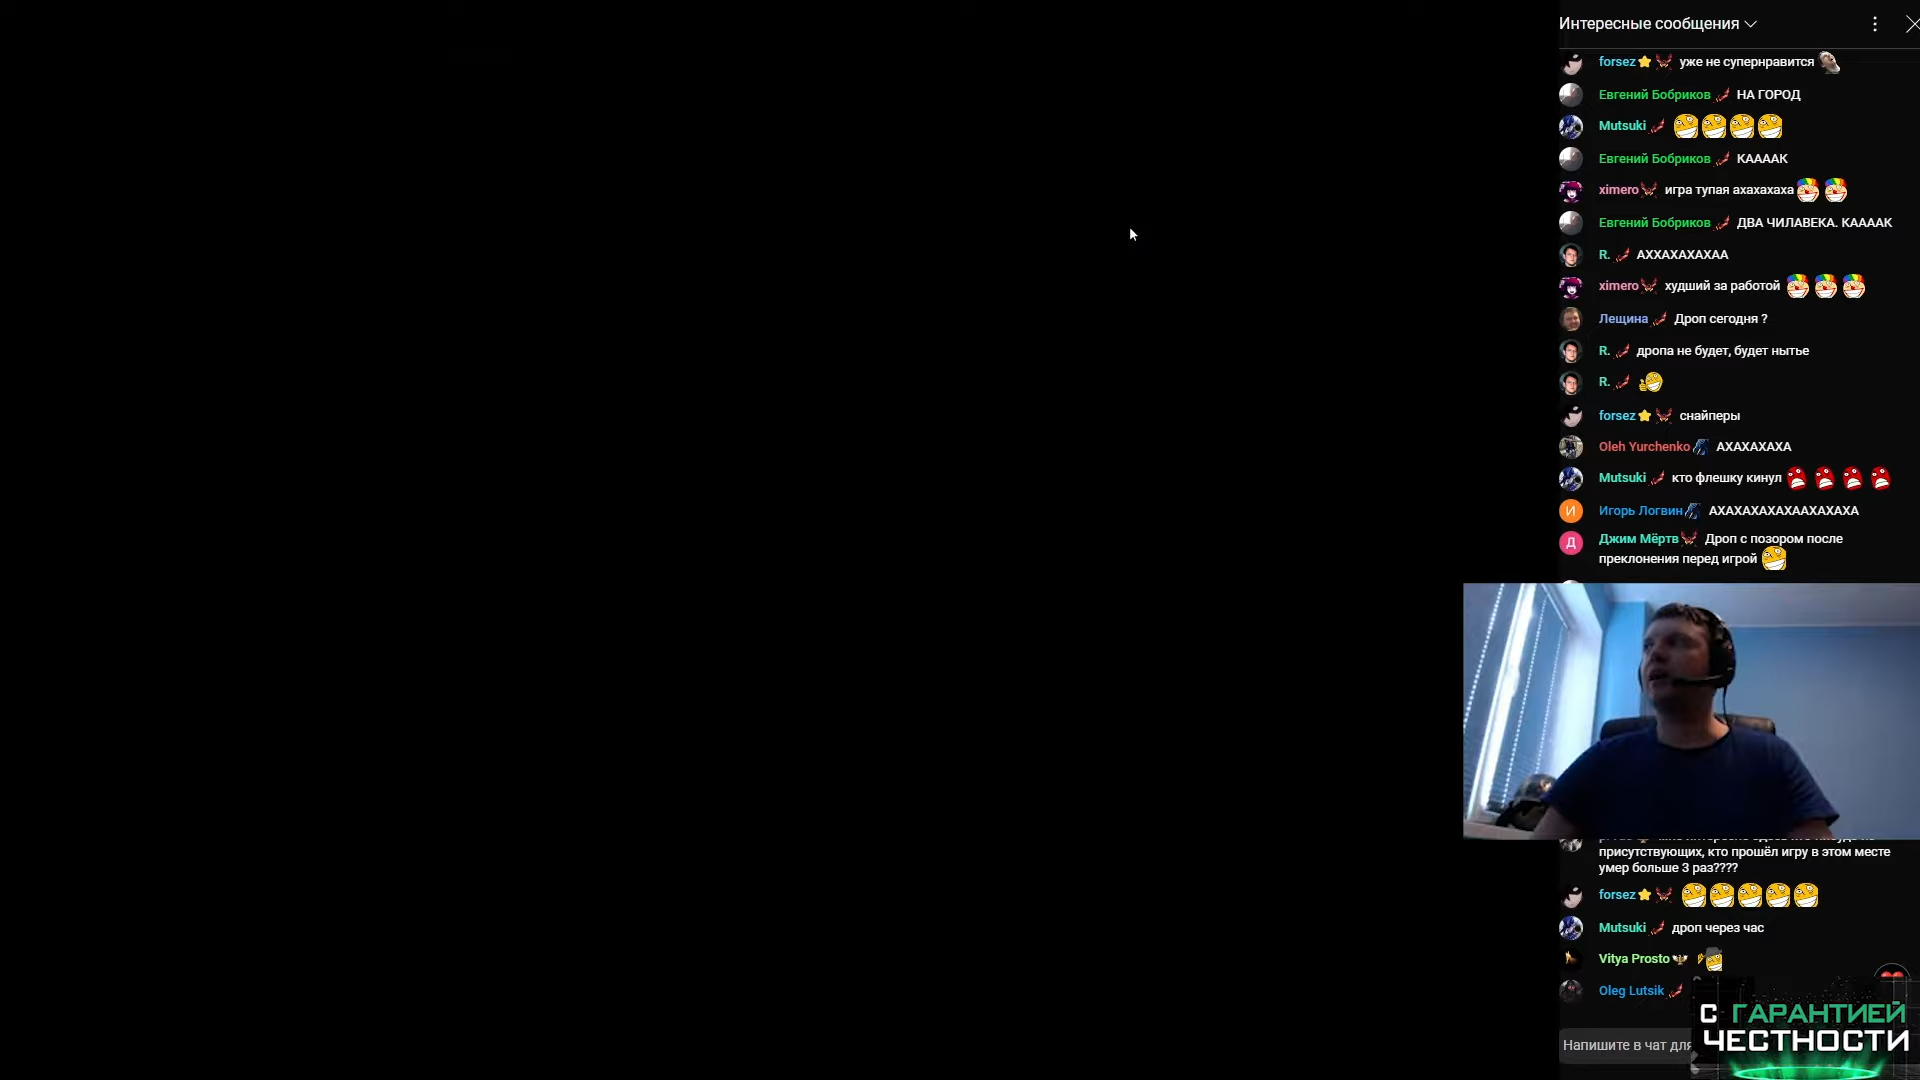 Интересные сообщения
forsez уже не супернравится
Евгений Бобриков НА ГОРОД
Mutsuki
Евгений Бобриков КААААК
ximero игра тупая ахахахаха
Евгений Бобриков ДВА ЧИЛАВЕКА. КААААК
R. АХХАХАХАХАА
ximero худший за работой
Лещина Дроп сегодня ?
R. дропа не будет, будет нытье
R.
forsez снайперы
Oleh Yurchenko АХАХАХАХА
Mutsuki кто флешку кинул
И Игорь Логвин АХАХАХАХАХААХАХАХА
Д Джим Мёртв Дроп с позором после
преклонения перед игрой
присутствующих, кто прошёл игру в этом месте
умер больше 3 раз????
forsez
Mutsuki дроп через час
Vitya Prosto
Oleg Lutsik
Напишите в чат для
С ГАРАНТИЕЙ
ЧЕСТНОСТИ